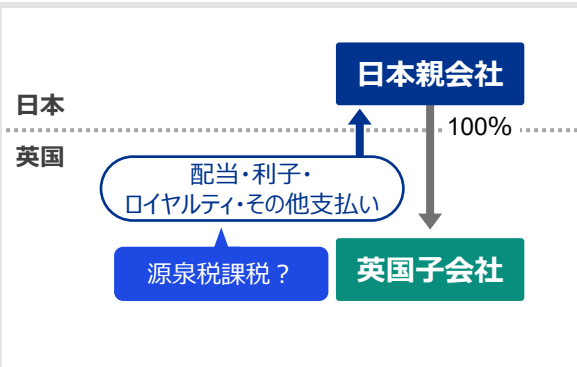 日本親会社
日本
100%
英国
配当・利子・
ロイヤルティ・その他支払い
源泉税課税？
英国子会社